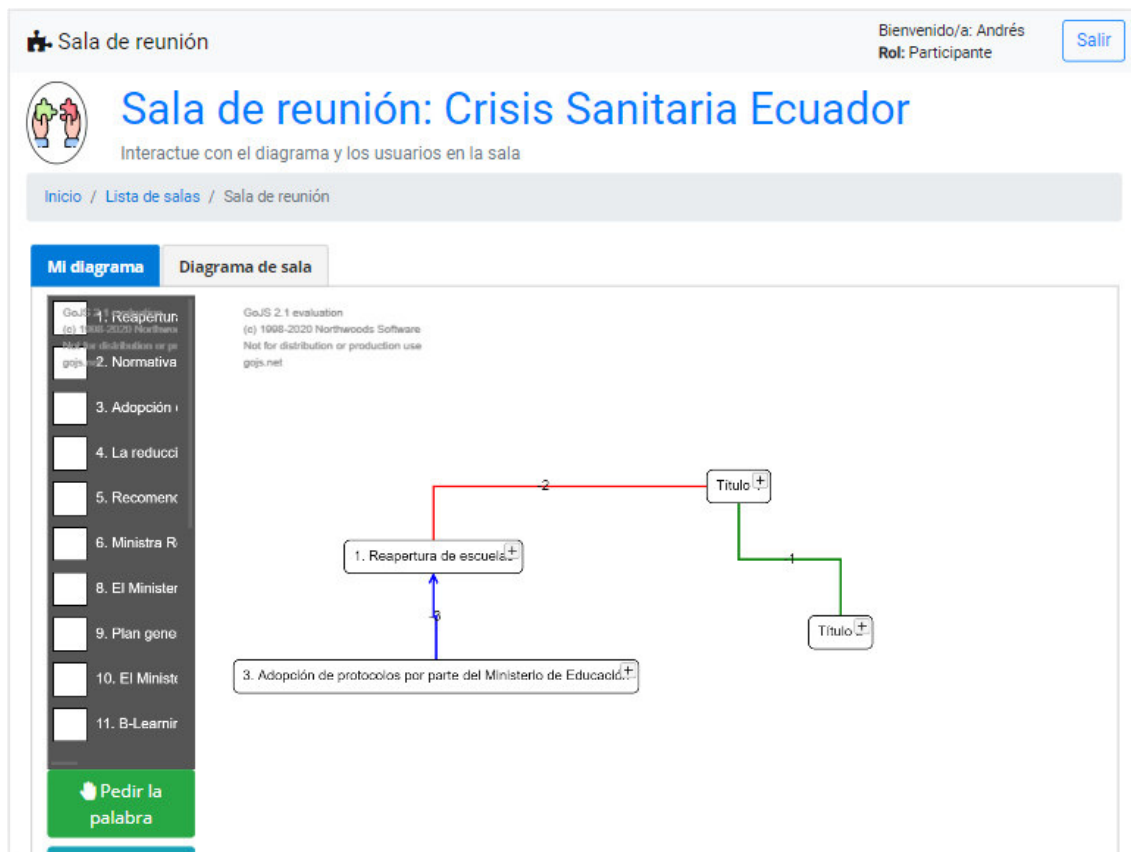 Sala de reunión
Bienvenido/a: Andrés
Rol: Participante
Salir
Sala de reunión: Crisis Sanitaria Ecuador
Interactue con el diagrama y los usuarios en la sala
Inicio / Lista de salas / Sala de reunión
Mi diagrama
Diagrama de sala
1. Reapertur
2. Normativa
3. Adopción
4. La reducci
5. Recomen
6. Ministra R
8. El Minister
9. Plan gene
10. El Minist
11. B-Learnir
GoJS 2.1 evaluation
(c) 1998-2020 Northwoods Software
Not for distribution or production use
gojs.net
-2
Título
1. Reapertura de escuelas
1
-3
Título
3. Adopción de protocolos por parte del Ministerio de Educació
Pedir la
palabra